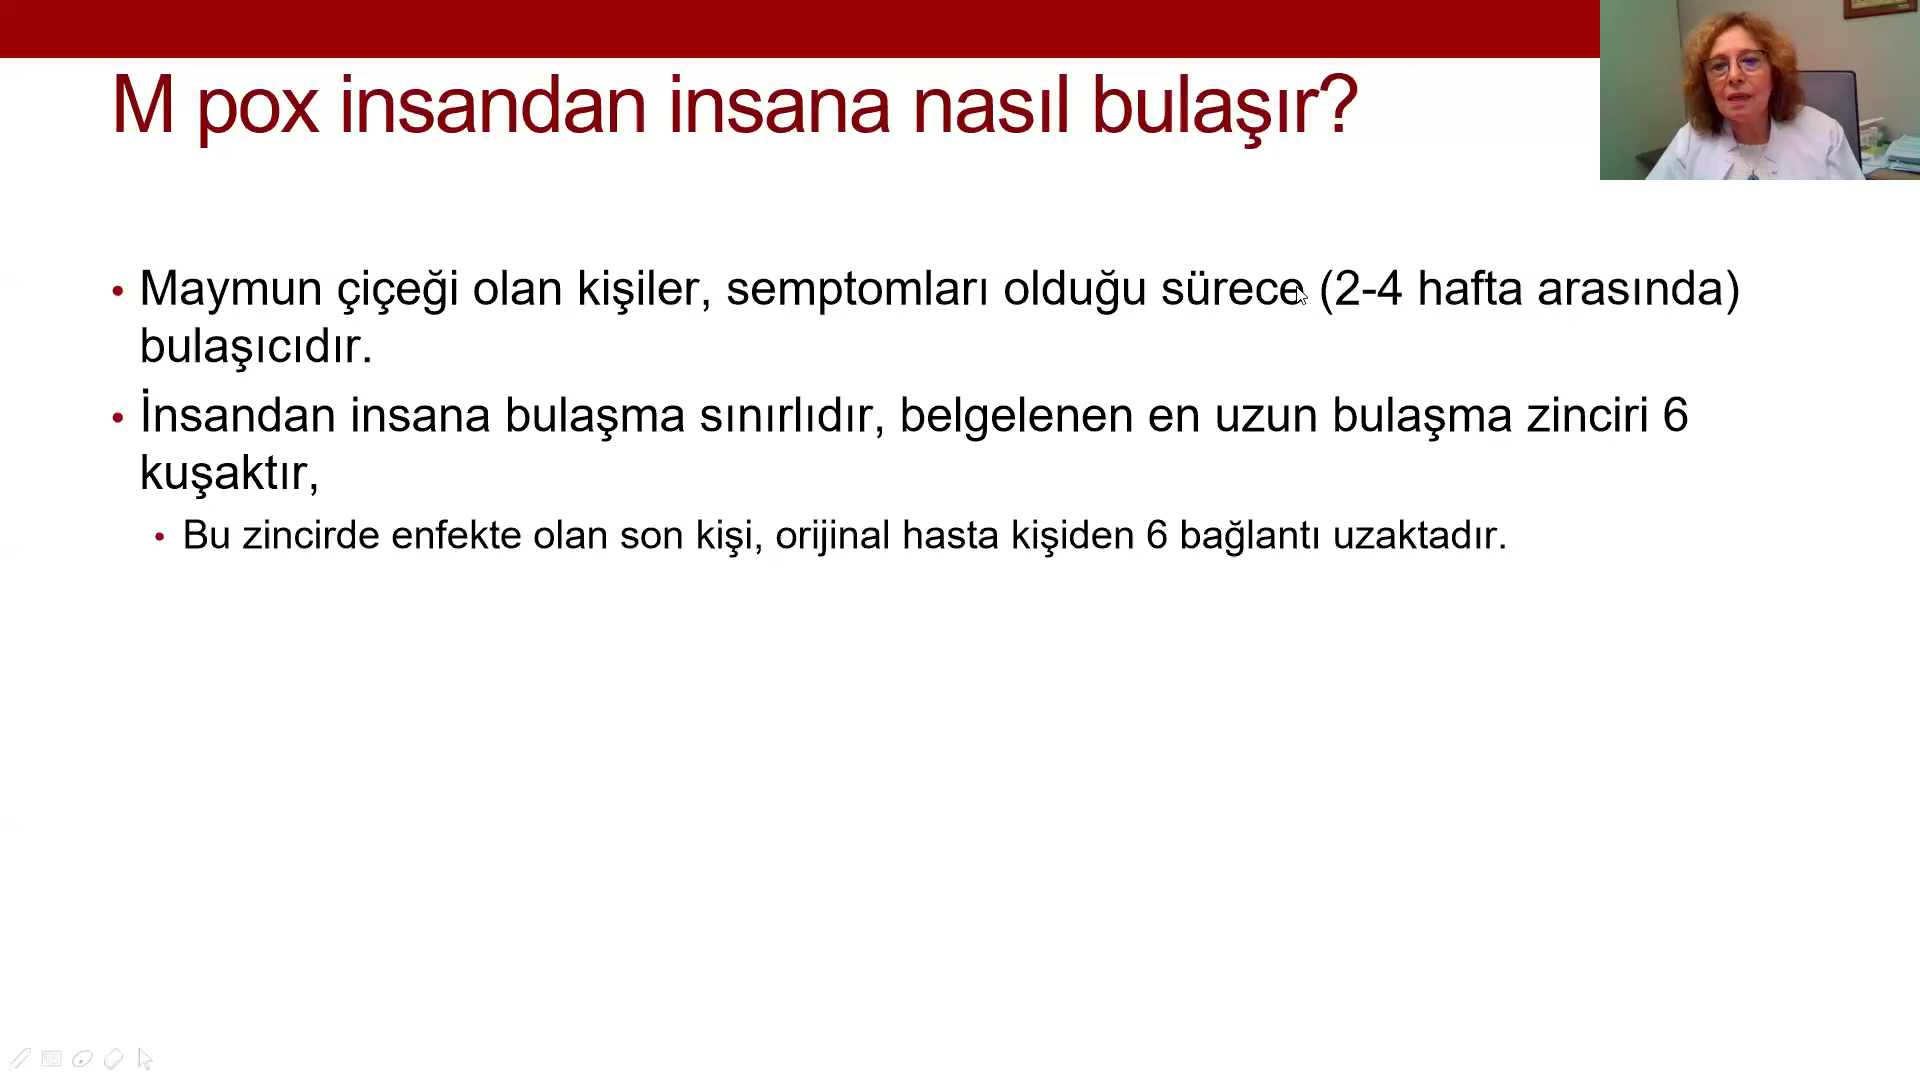 M pox insandan insana nasıl bulaşır?
• Maymun çiçeği olan kişiler, semptomları olduğu sürece (2-4 hafta arasında)
bulaşıcıdır.
• İnsandan insana bulaşma sınırlıdır, belgelenen en uzun bulaşma zinciri 6
kuşaktır,
• Bu zincirde enfekte olan son kişi, orijinal hasta kişiden 6 bağlantı uzaktadır.